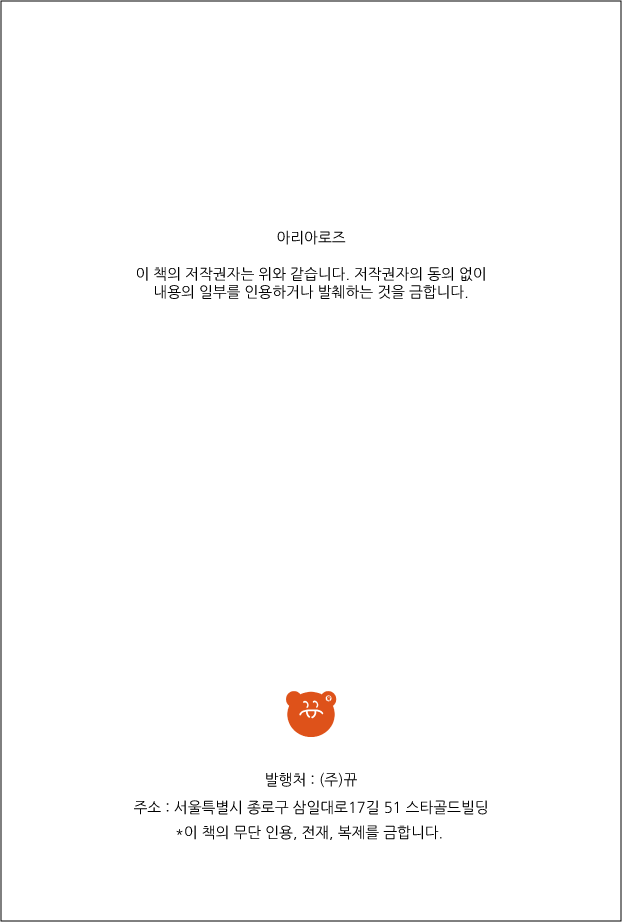 아리아로즈
이 책의 저작권자는 위와 같습니다. 저작권자의 동의 없이
내용의 일부를 인용하거나 발췌하는 것을 금합니다.
발행처 : (주)뀨
주소 : 서울특별시 종로구 삼일대로17길 51 스타골드빌딩
*이 책의 무단 인용, 전재, 복제를 금합니다.